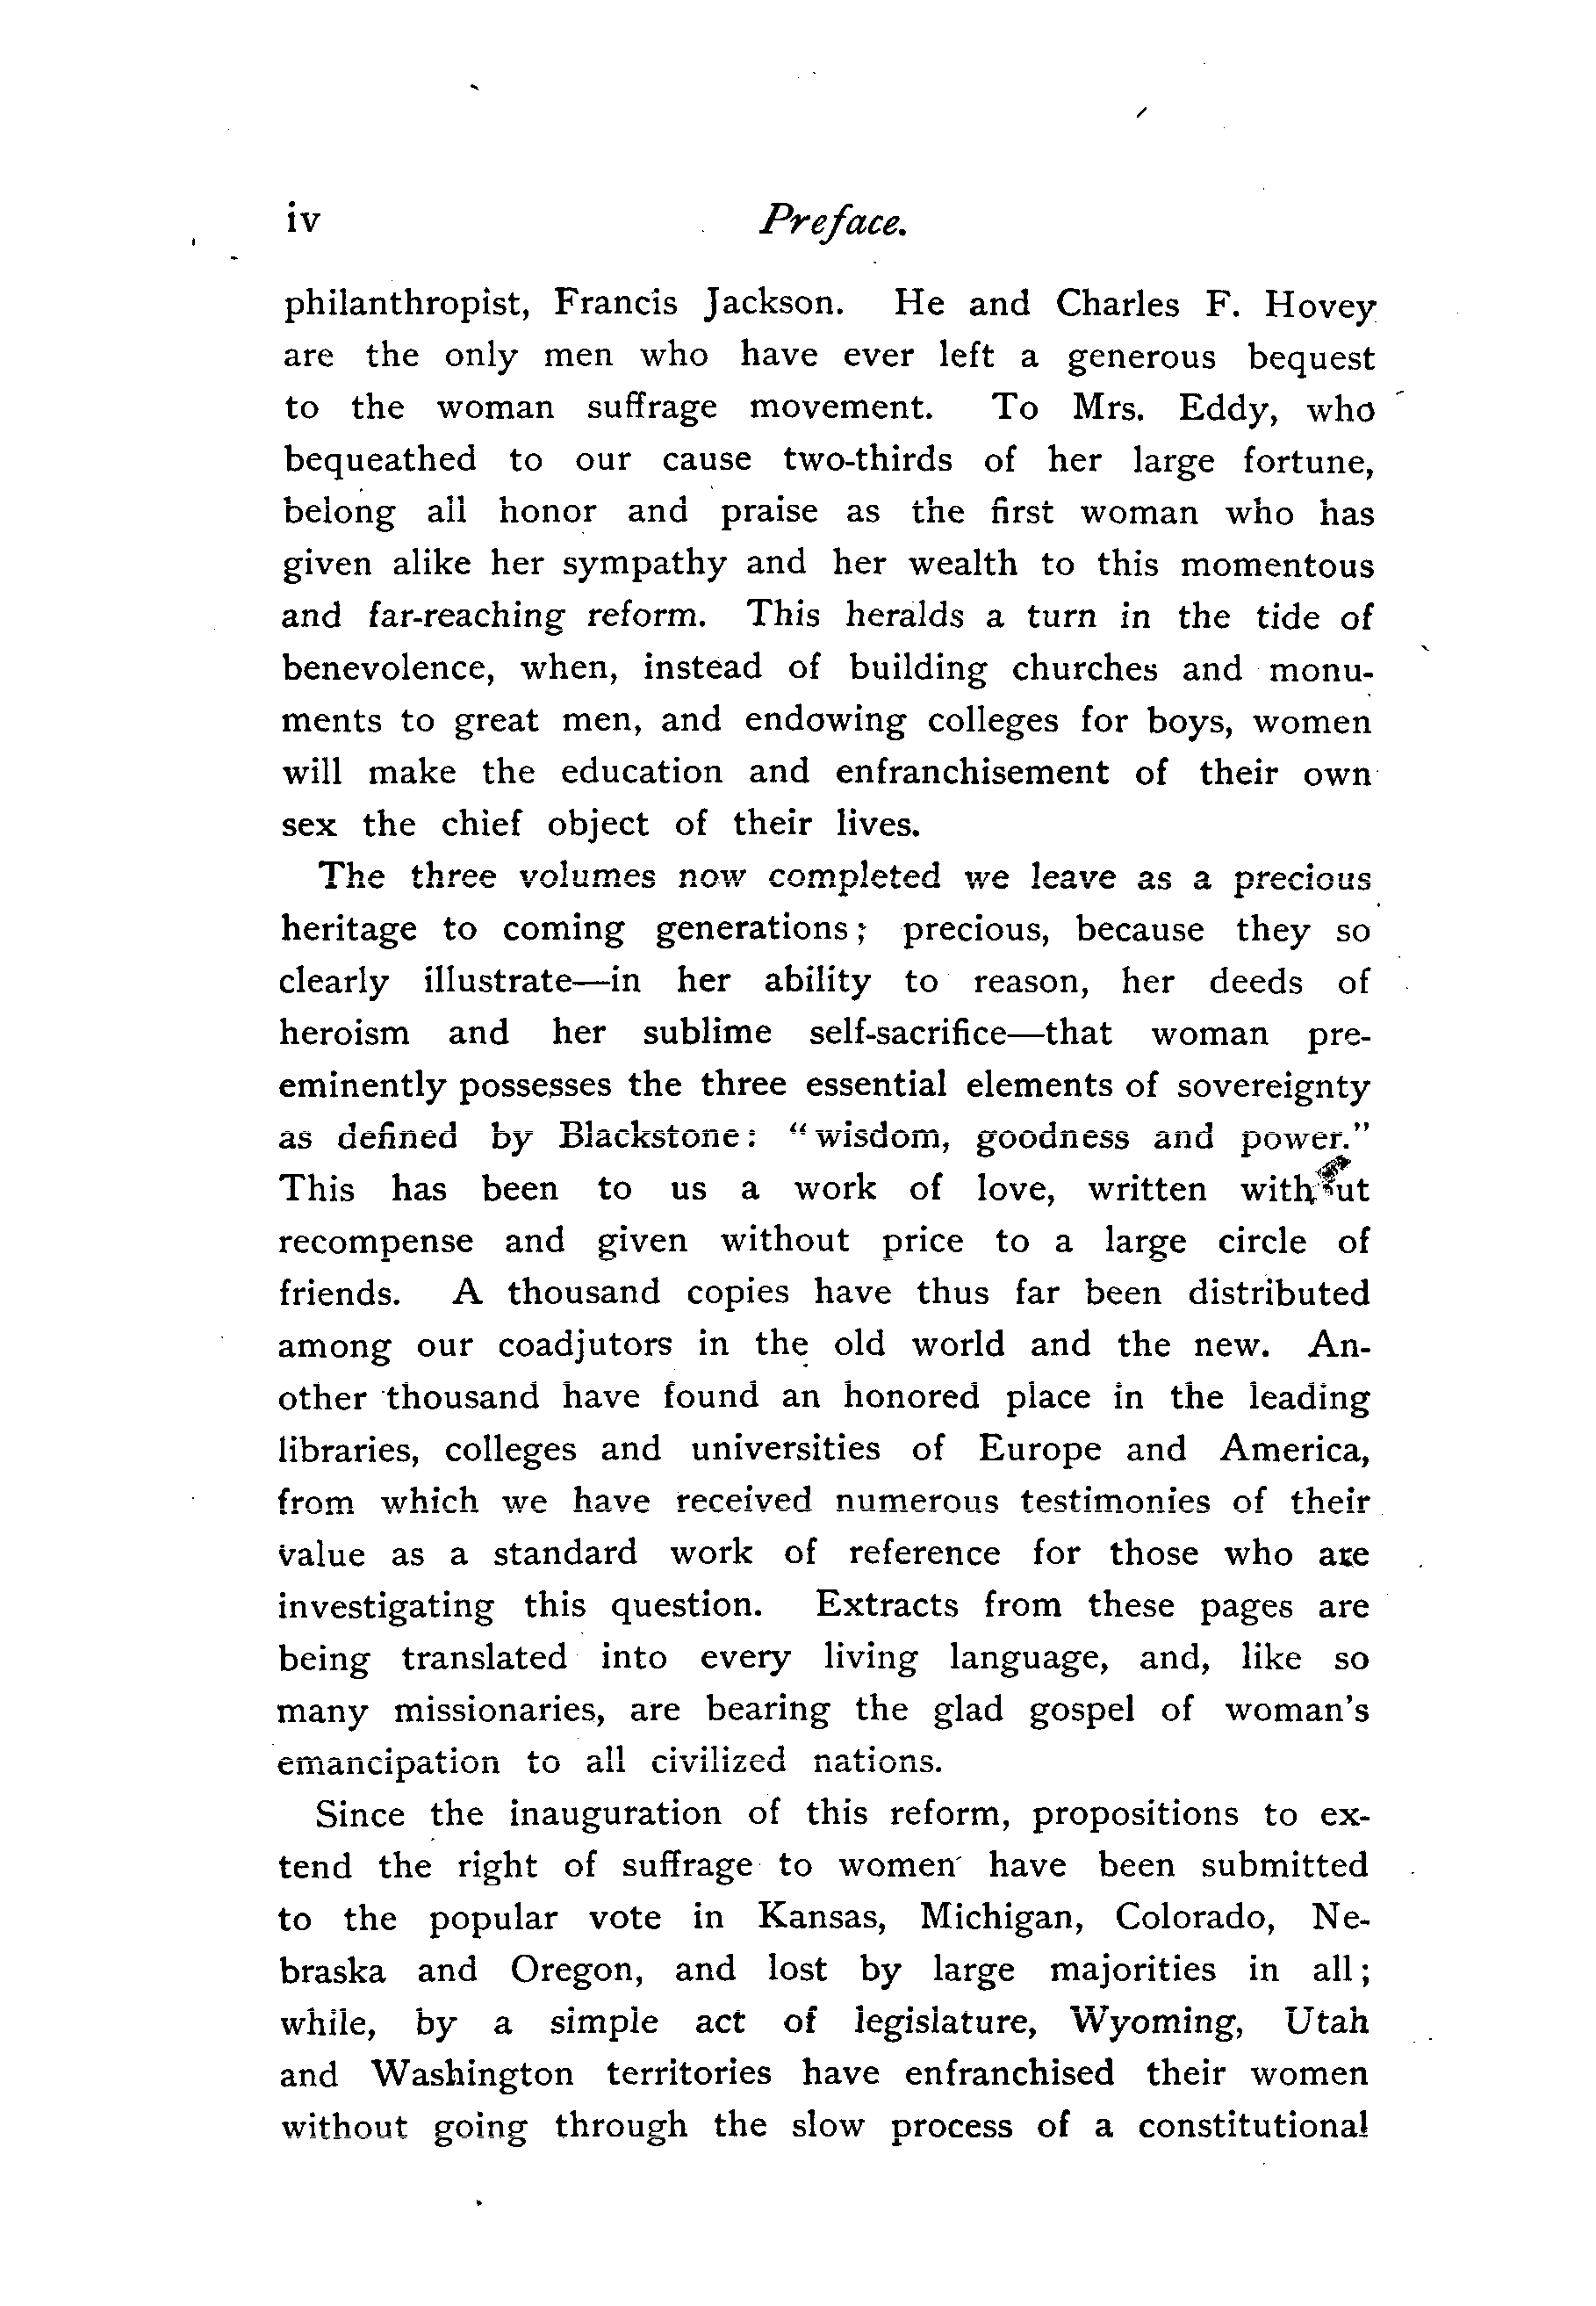 iv Preface.
philanthropist, Francis Jackson. He and Charles F. Hovey
are the only men who have ever left a generous bequest
to the woman suffrage movement. To Mrs. Eddy, who
bequeathed to our cause two-thirds of her large fortune,
belong all honor and praise as the first woman who has
given alike her sympathy and her wealth to this momentous
and far-reaching reform. This heralds a turn in the tide of
benevolence, when, instead of building churches and monu-
ments to great men, and endowing colleges for boys, women
will make the education and enfranchisement of their own
sex the chief object of their lives.
The three volumes now completed we leave as a precious
heritage to coming generations; precious, because they so
clearly illustrate—in her ability to reason, her deeds of
heroism and her sublime self-sacrifice—that woman pre-
eminently possesses the three essential elements of sovereignty
as defined by Blackstone: "wisdom, goodness and power."
This has been to us a work of love, written without
recompense and given without price to a large circle of
friends. A thousand copies have thus far been distributed
among our coadjutors in the old world and the new. An-
other thousand have found an honored place in the leading
libraries, colleges and universities of Europe and America,
from which we have received numerous testimonies of their
value as a standard work of reference for those who are
investigating this question. Extracts from these pages are
being translated into every living language, and, like so
many missionaries, are bearing the glad gospel of woman's
emancipation to all civilized nations.
Since the inauguration of this reform, propositions to ex-
tend the right of suffrage to women have been submitted
to the popular vote in Kansas, Michigan, Colorado, Ne-
braska and Oregon, and lost by large majorities in all;
while, by a simple act of legislature, Wyoming, Utah
and Washington territories have enfranchised their women
without going through the slow process of a constitutional